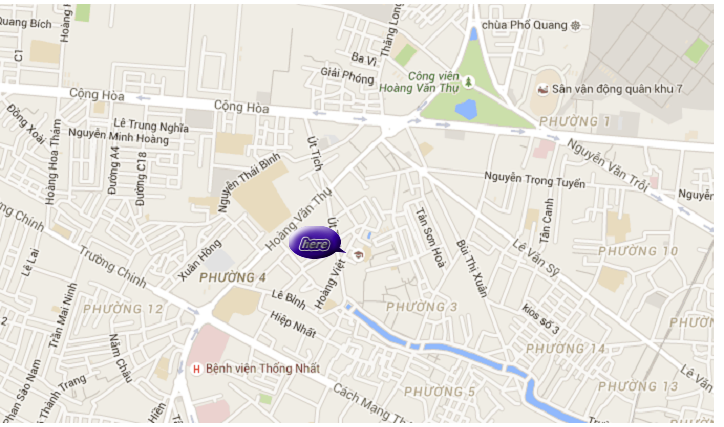 Quang Bích
Hoàng H
Thăng Long
chùa Phổ Quang
C1
Ba Vì
Giải Phóng
Công viên
Hoàng Văn Thụ
Sân vận động quân khu 7
Cộng Hòa
Cộng Hòa
PHƯỜNG 1
Đồng Xoài
Hoàng Hoa Thám
Lê Trung Nghĩa
Nguyễn Minh Hoàng
Út Tịch
Nguyễn Văn Trỗi
Đường A4
Đường C18
Nguyễn Thái Bình
Nguyễn Trọng Tuyển
Nguyễn
Hoàng Văn Thụ
Tân Canh
Tân Sơn Hòa
Bùi Thị Xuân
Lê Văn Sỹ
here
Xuân Hồng
ng Chinh
Trường Chinh
Lê Lai
PHƯỜNG 10
PHƯỜNG 4
Hoàng Việt
Lê Bình
Trần Mai Ninh
PHƯỜNG 12
PHƯỜNG 3
kios số 3
Hiệp Nhất
2
Năm Châu
PHƯỜNG 14
Lê Văn
H Bệnh viện Thống Nhất
PHƯỜNG 13
Phan Sào Nam
Thành Trang
Hiền
Cách Mạng Th
PHƯỜNG 5